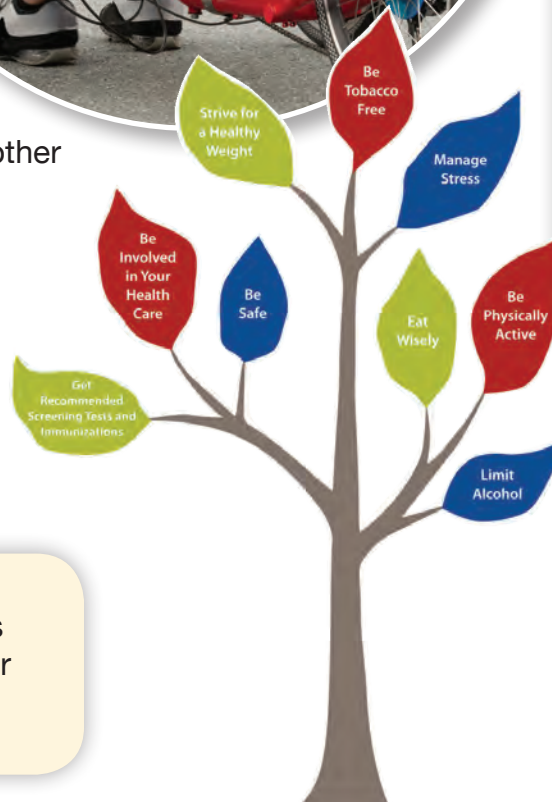 other
Strive for
a Healthy
Weight
Be
Tobacco
Free
Manage
Stress
Be
Involved
in Your
Health
Care
Be
Safe
Eat
Wisely
Be
Physically
Active
Get
Recommended
Screening Tests and
Immunizations
Limit
Alcohol
s
r